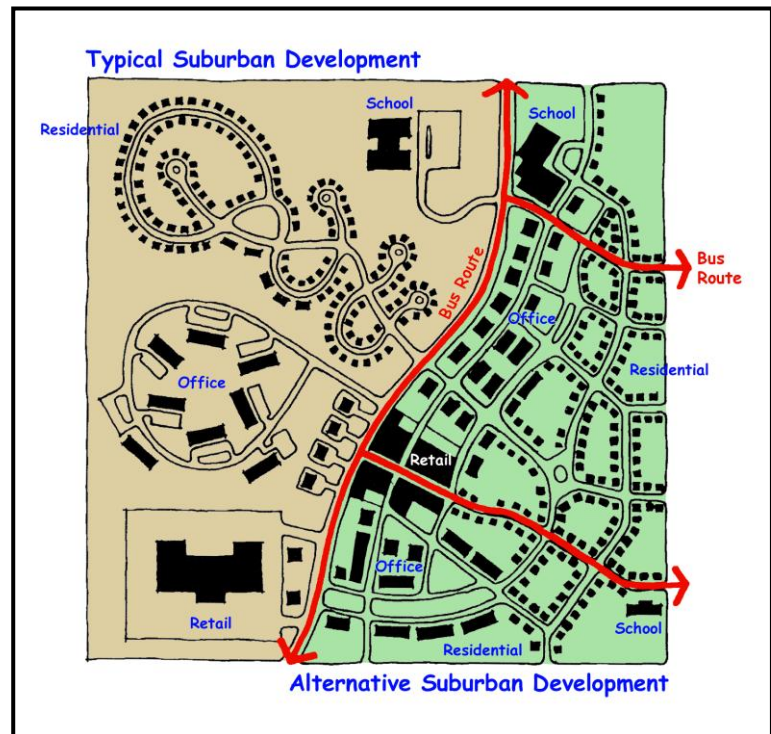 Typical Suburban Development
School
School
Residential
Bus Route
Bus
Route
Office
Residential
Office
Retail
Office
Retail
School
Residential
Alternative Suburban Development